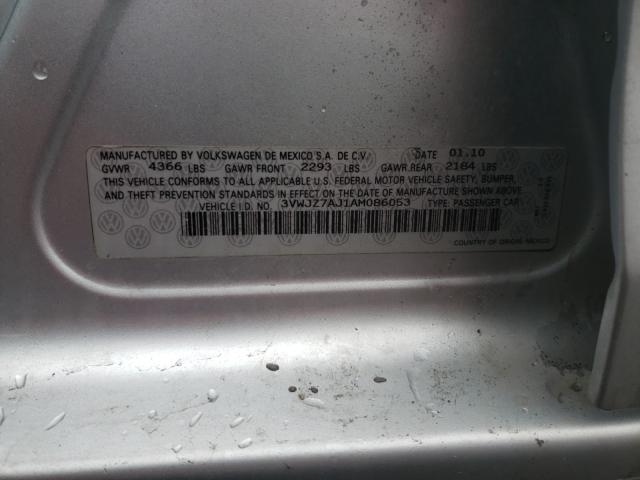 MANUFACTURED BY VOLKSWAGEN DE MEXICO S.A. DE C.V. DATE 01.10
GVWR 4366 LBS GAWR FRONT 2293 LBS GAWR REAR 2184 LBS
THIS VEHICLE CONFORMS TO ALL APPLICABLE U.S. FEDERAL MOTOR VEHICLE SAFETY, BUMPER,
AND THEFT PREVENTION STANDARDS IN EFFECT ON THE DATE OF MANUFACTURE SHOWN ABOVE.
VEHICLE I.D. NO. 3VWJZ7AJ1AM086053 TYPE: PASSENGER CAR
COUNTRY OF ORIGIN: MEXICO